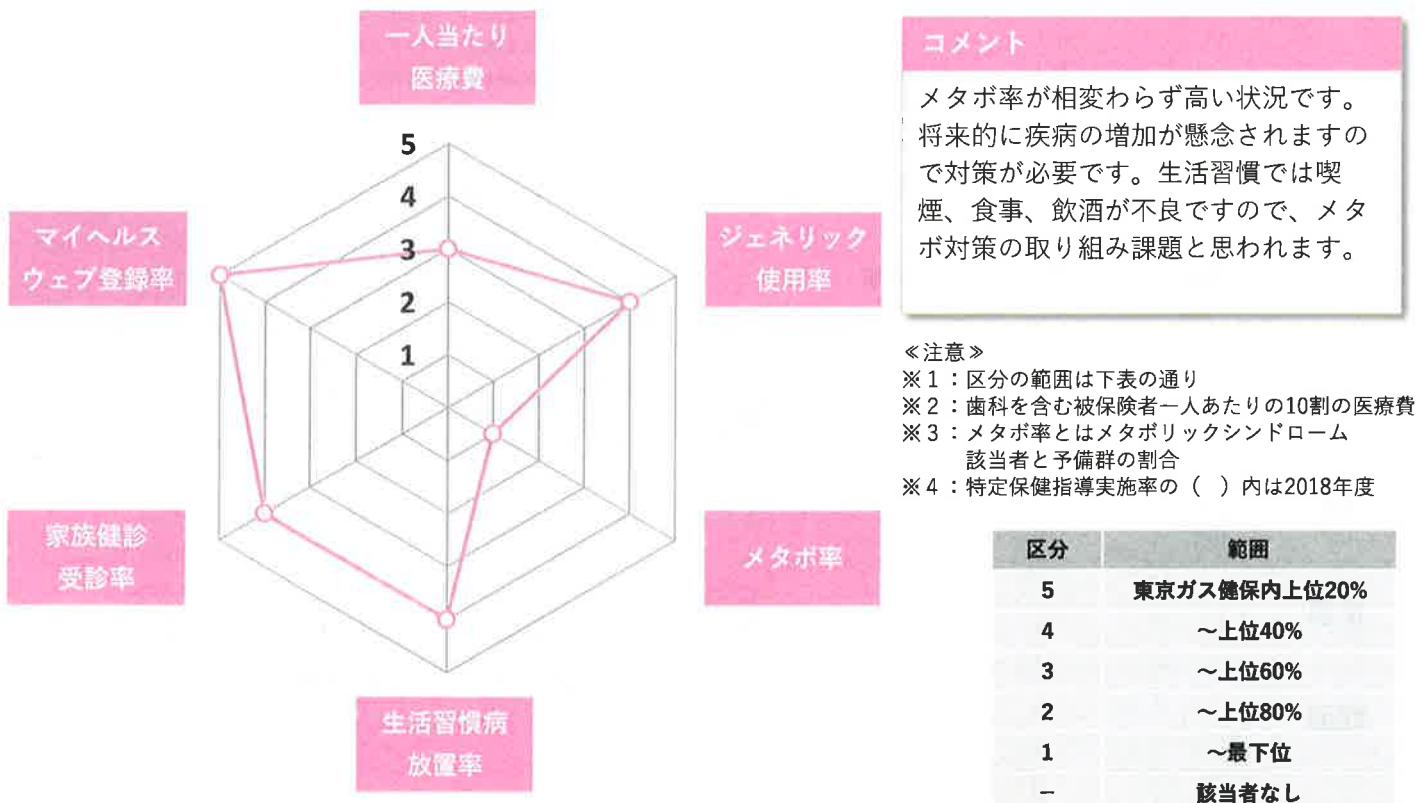 一人当たり
医療費
5
4
3
2
1
マイヘルス
ウェブ登録率
ジェネリック
使用率
家族健診
受診率
メタボ率
生活習慣病
放置率
コメント
メタボ率が相変わらず高い状況です。
将来的に疾病の増加が懸念されますの
で対策が必要です。生活習慣では喫
煙、食事、飲酒が不良ですので、メタ
ボ対策の取り組み課題と思われます。
≪注意≫
※1：区分の範囲は下表の通り
※2：歯科を含む被保険者一人あたりの10割の医療費
※3：メタボ率とはメタボリックシンドローム
該当者と予備群の割合
※4：特定保健指導実施率の（　）内は2018年度
区分 範囲
5 東京ガス健保内上位20%
4 ～上位40%
3 ～上位60%
2 ～上位80%
1 ～最下位
－ 該当者なし